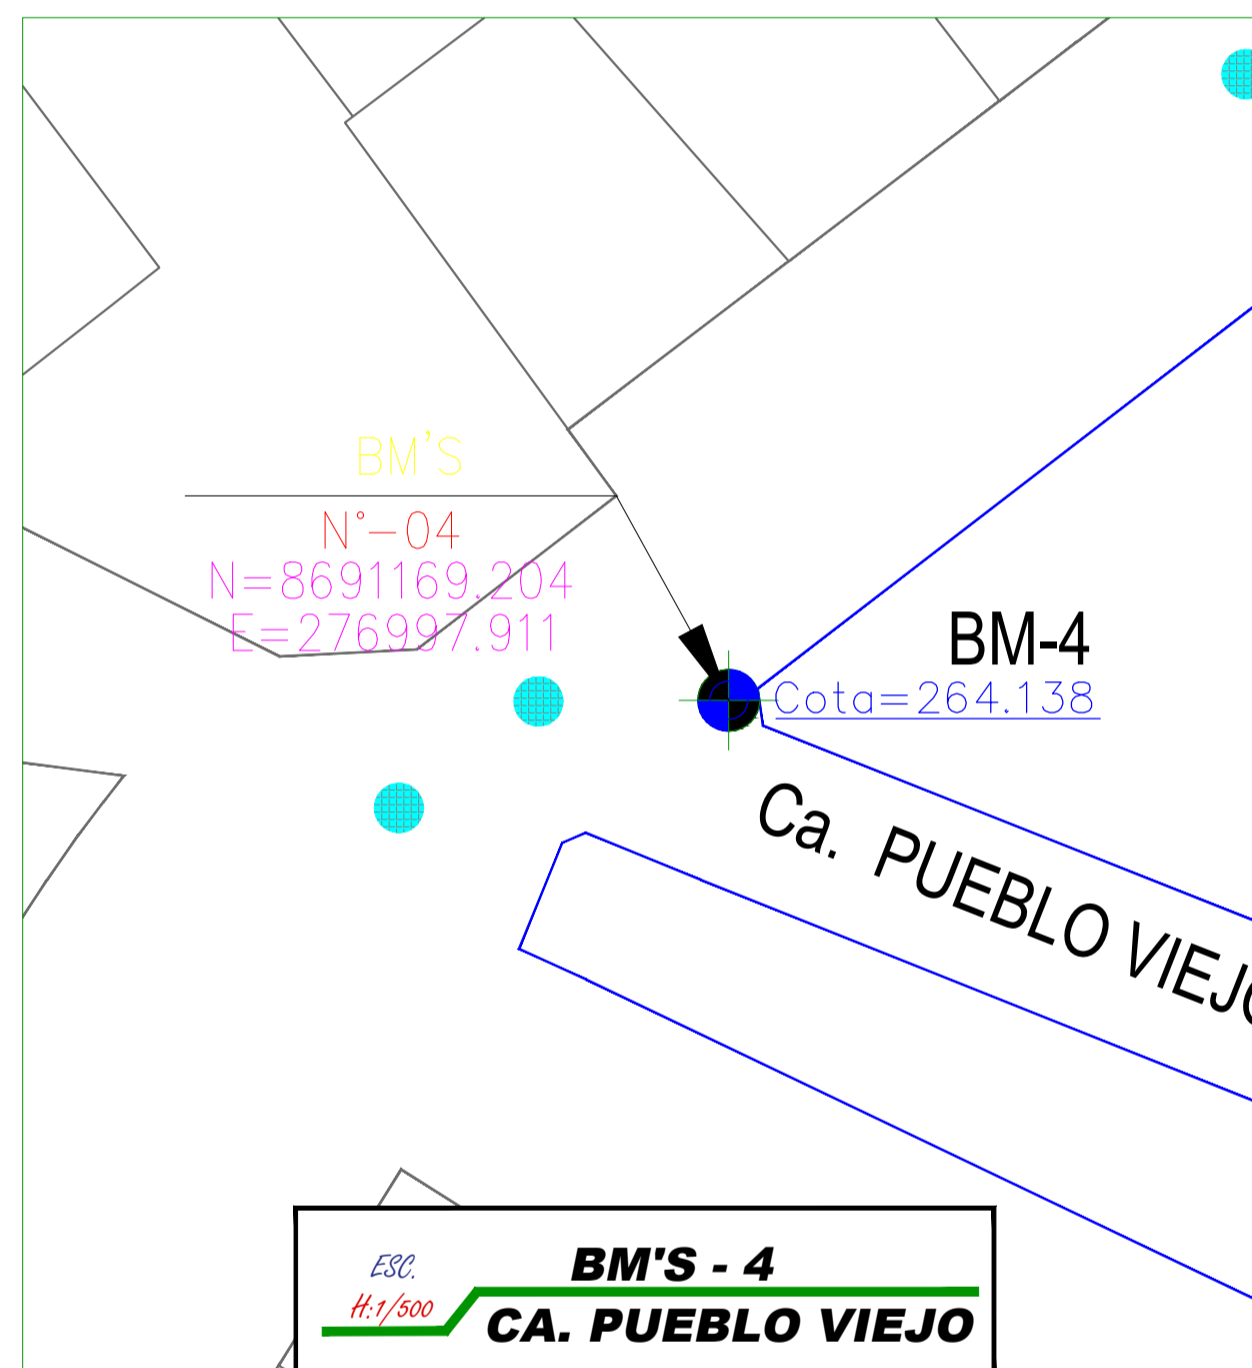 BM'S
N°-04
N=8691169.204
E=276997.911
BM-4
Cota=264.138
Ca. PUEBLO VIEJO
ESC.
H:1/500
BM'S - 4
CA. PUEBLO VIEJO